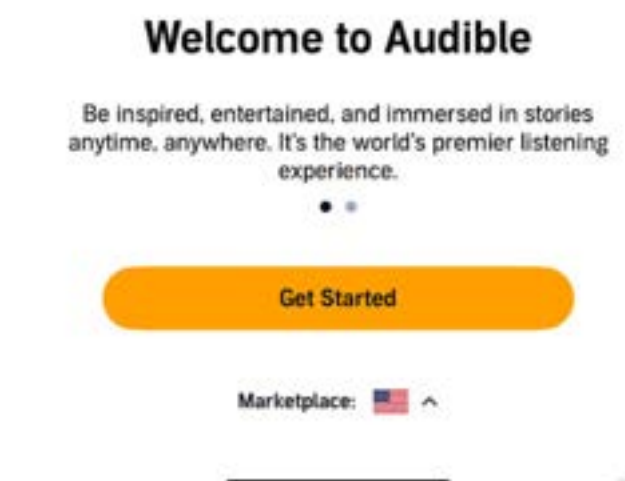 Welcome to Audible
Be inspired, entertained, and immersed in stories
anytime, anywhere. It's the world's premier listening
experience.
Get Started
Marketplace: